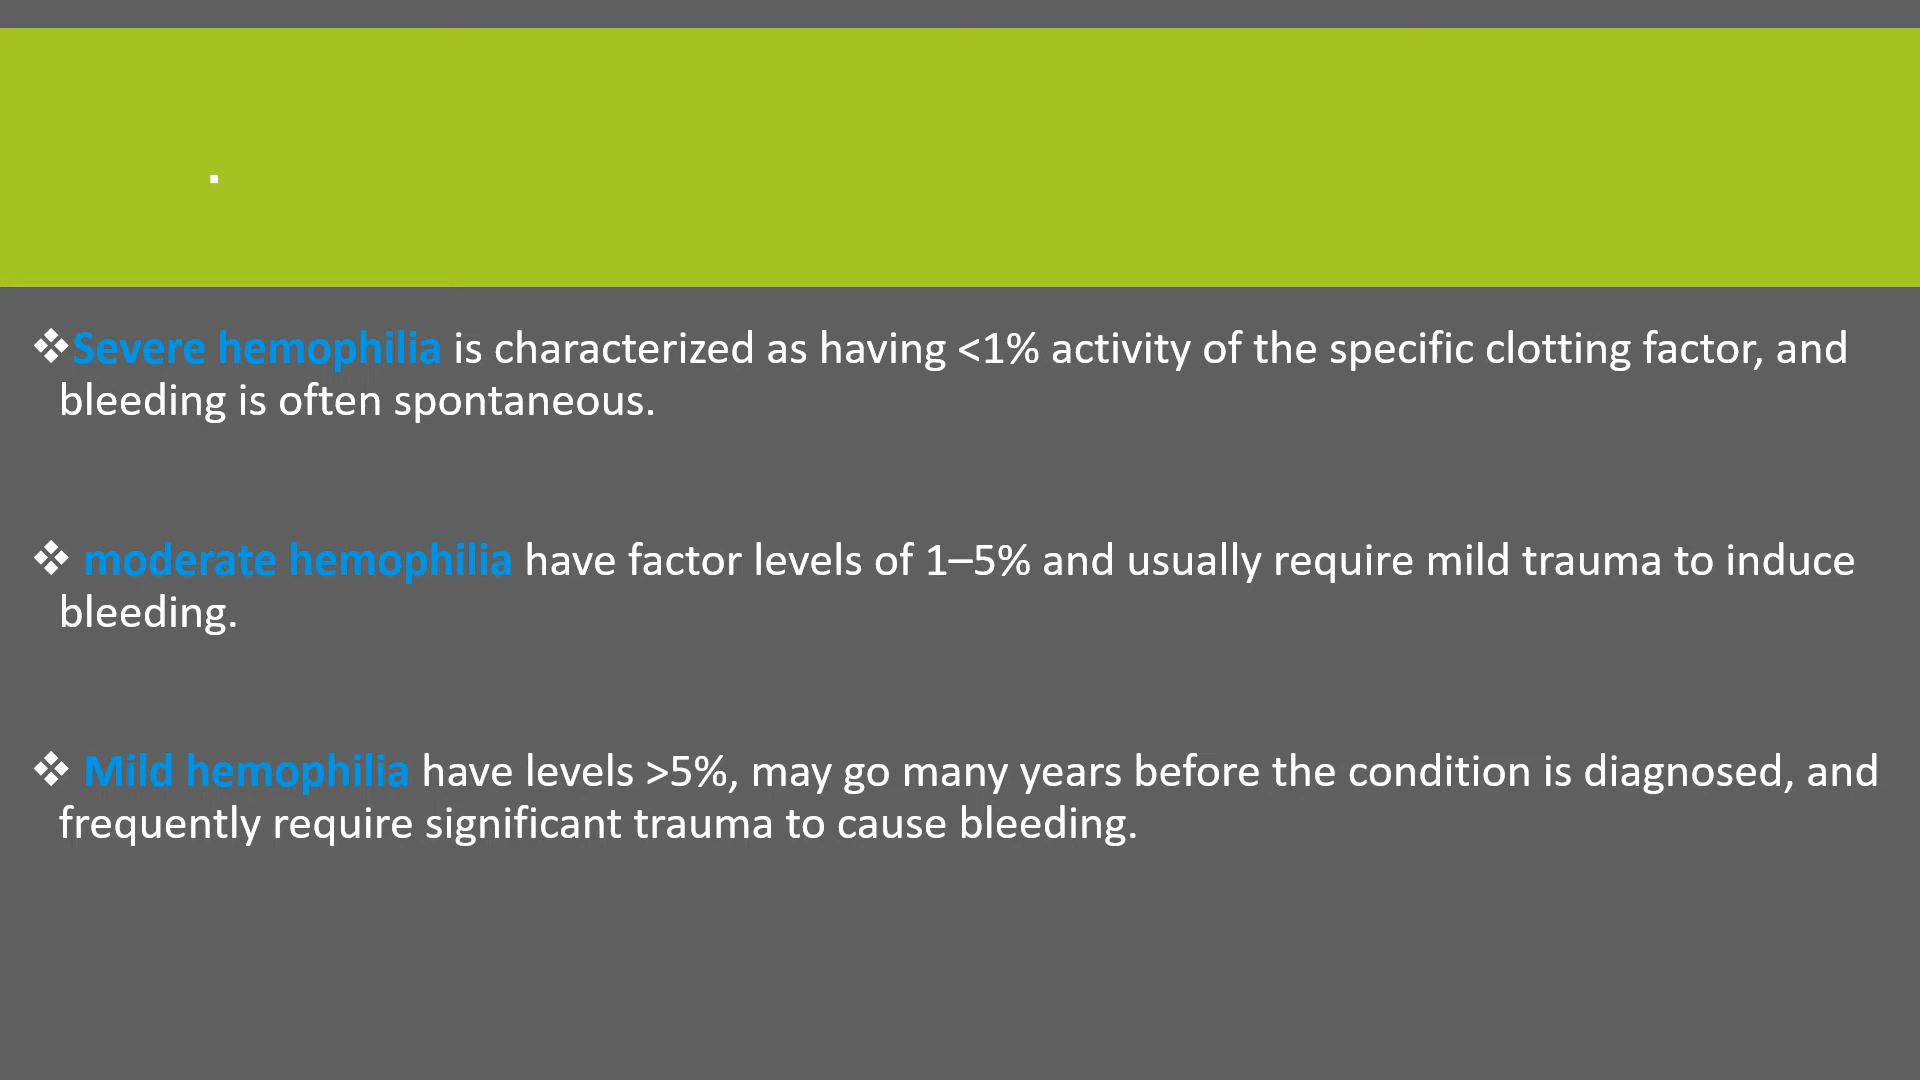 .
❖Severe hemophilia is characterized as having <1% activity of the specific clotting factor, and
bleeding is often spontaneous.
❖ moderate hemophilia have factor levels of 1–5% and usually require mild trauma to induce
bleeding.
❖ Mild hemophilia have levels >5%, may go many years before the condition is diagnosed, and
frequently require significant trauma to cause bleeding.